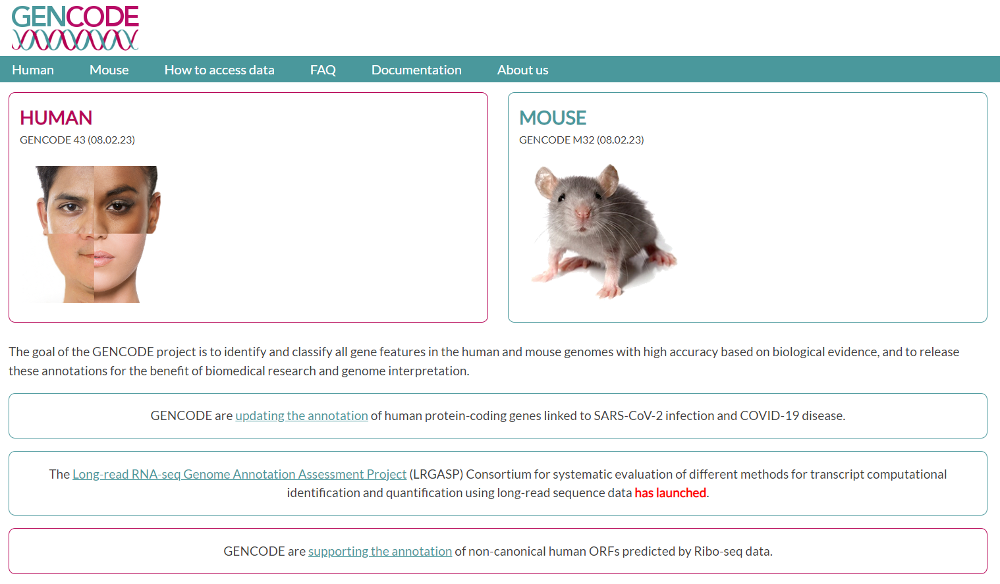 GENCODE
Human Mouse How to access data FAQ Documentation About us
HUMAN
GENCODE 43 (08.02.23)
MOUSE
GENCODE M32 (08.02.23)
The goal of the GENCODE project is to identify and classify all gene features in the human and mouse genomes with high accuracy based on biological evidence, and to release
these annotations for the benefit of biomedical research and genome interpretation.
GENCODE are updating the annotation of human protein-coding genes linked to SARS-CoV-2 infection and COVID-19 disease.
The Long-read RNA-seq Genome Annotation Assessment Project (LRGASP) Consortium for systematic evaluation of different methods for transcript computational
identification and quantification using long-read sequence data has launched.
GENCODE are supporting the annotation of non-canonical human ORFs predicted by Ribo-seq data.